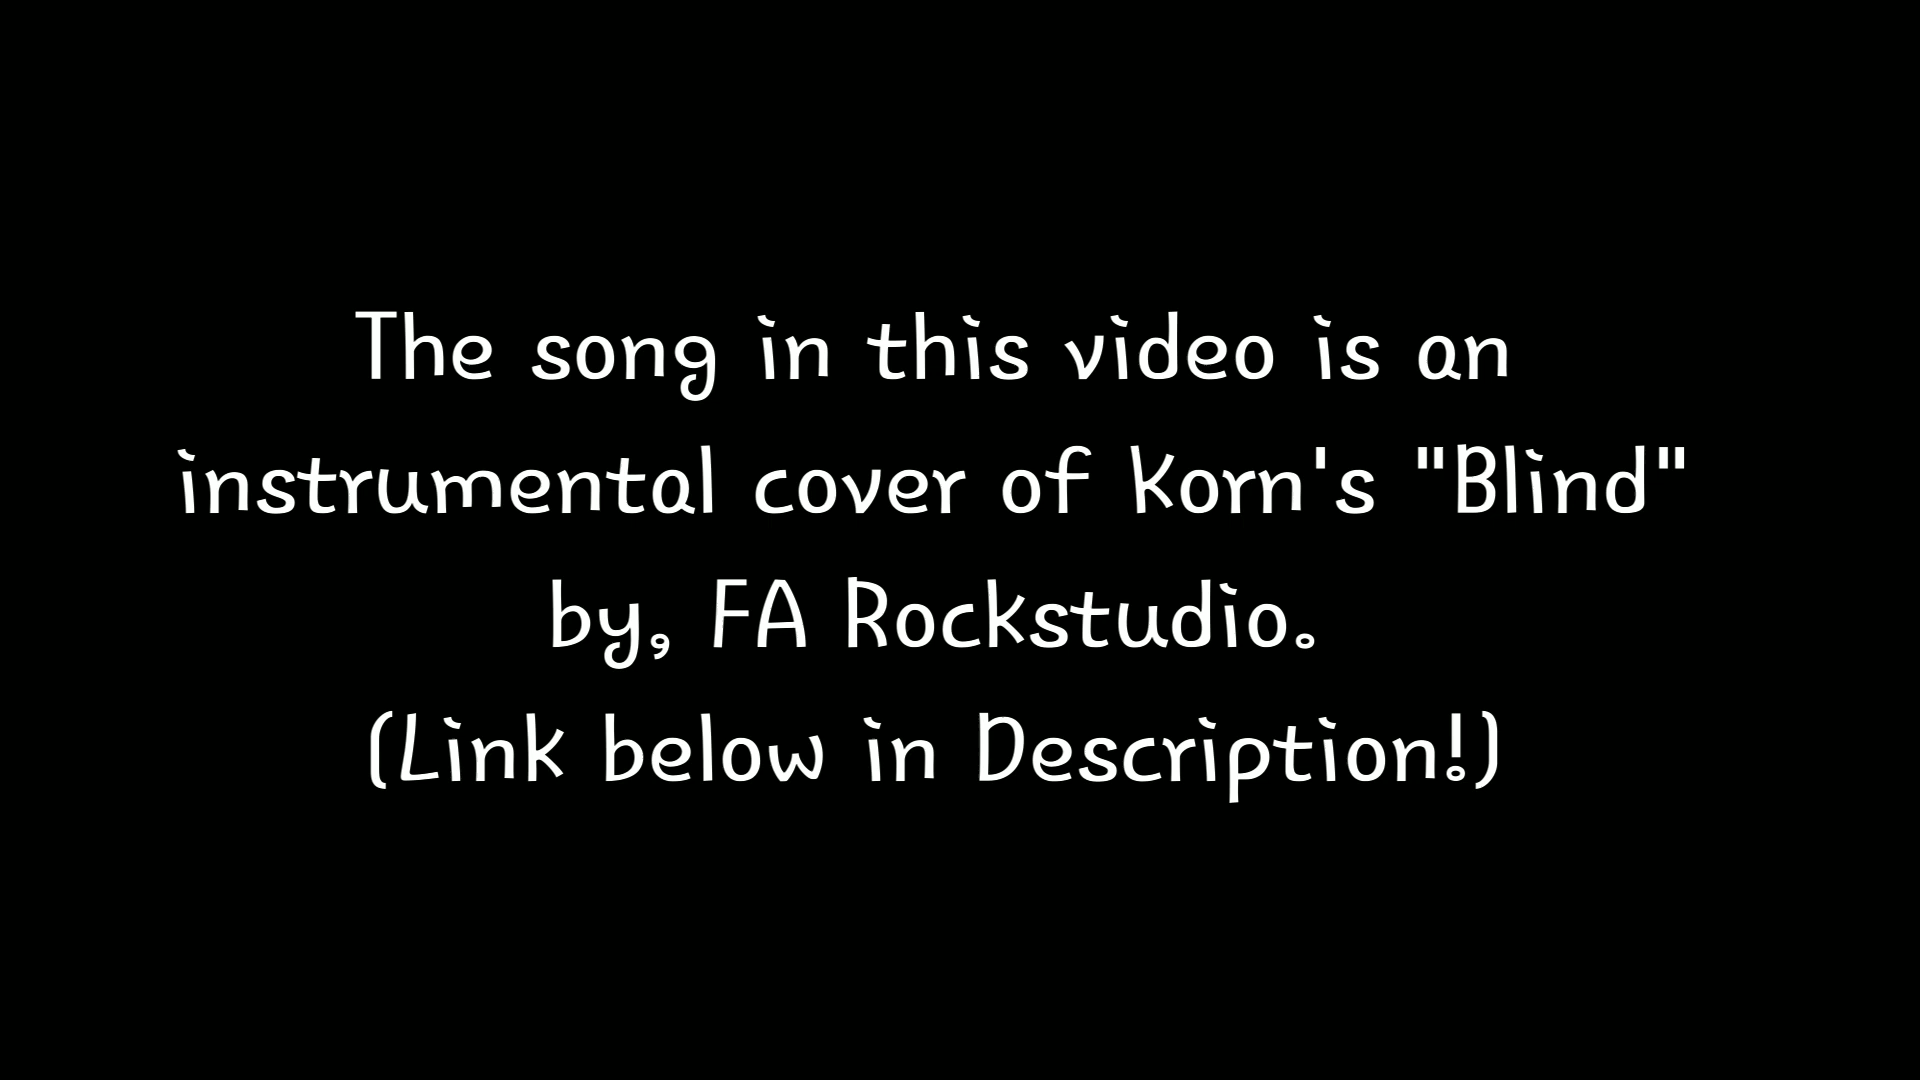 The song in this video is an
instrumental cover of Korn's "Blind"
by, FA Rockstudio.
(Link below in Description!)